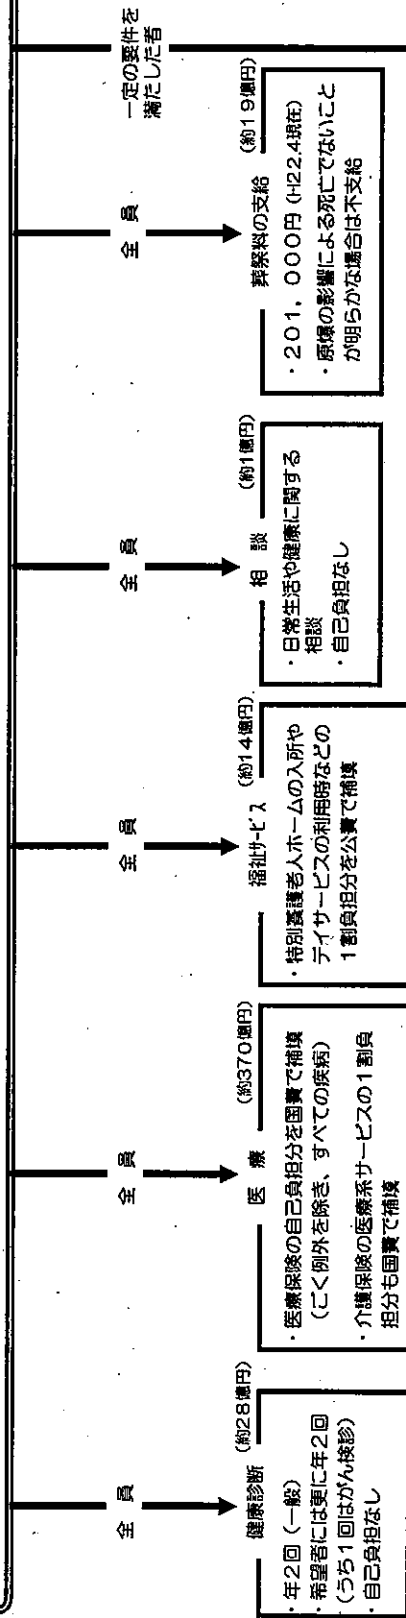 全員
健康診断
(約28億円)
・年2回(一般)
・希望者には更に年2回
(うち1回はがん検診)
・自己負担なし
全員
医療
(約370億円)
・医療保険の自己負担分を国費で補填
(ごく例外を除き、すべての疾病)
・介護保険の医療系サービスの1割負
担分も国費で補填
全員
福祉サービス
(約14億円)
・特別養護老人ホームの入所や
デイサービスの利用時などの
1割負担分を公費で補填
全員
相談
(約1億円)
・日常生活や健康に関する
相談
・自己負担なし
全員
葬祭料の支給
(約19億円)
・201,000円(H22.4現在)
・原爆の影響による死亡でないこと
が明らかな場合は不支給
一定の要件を
満たした者